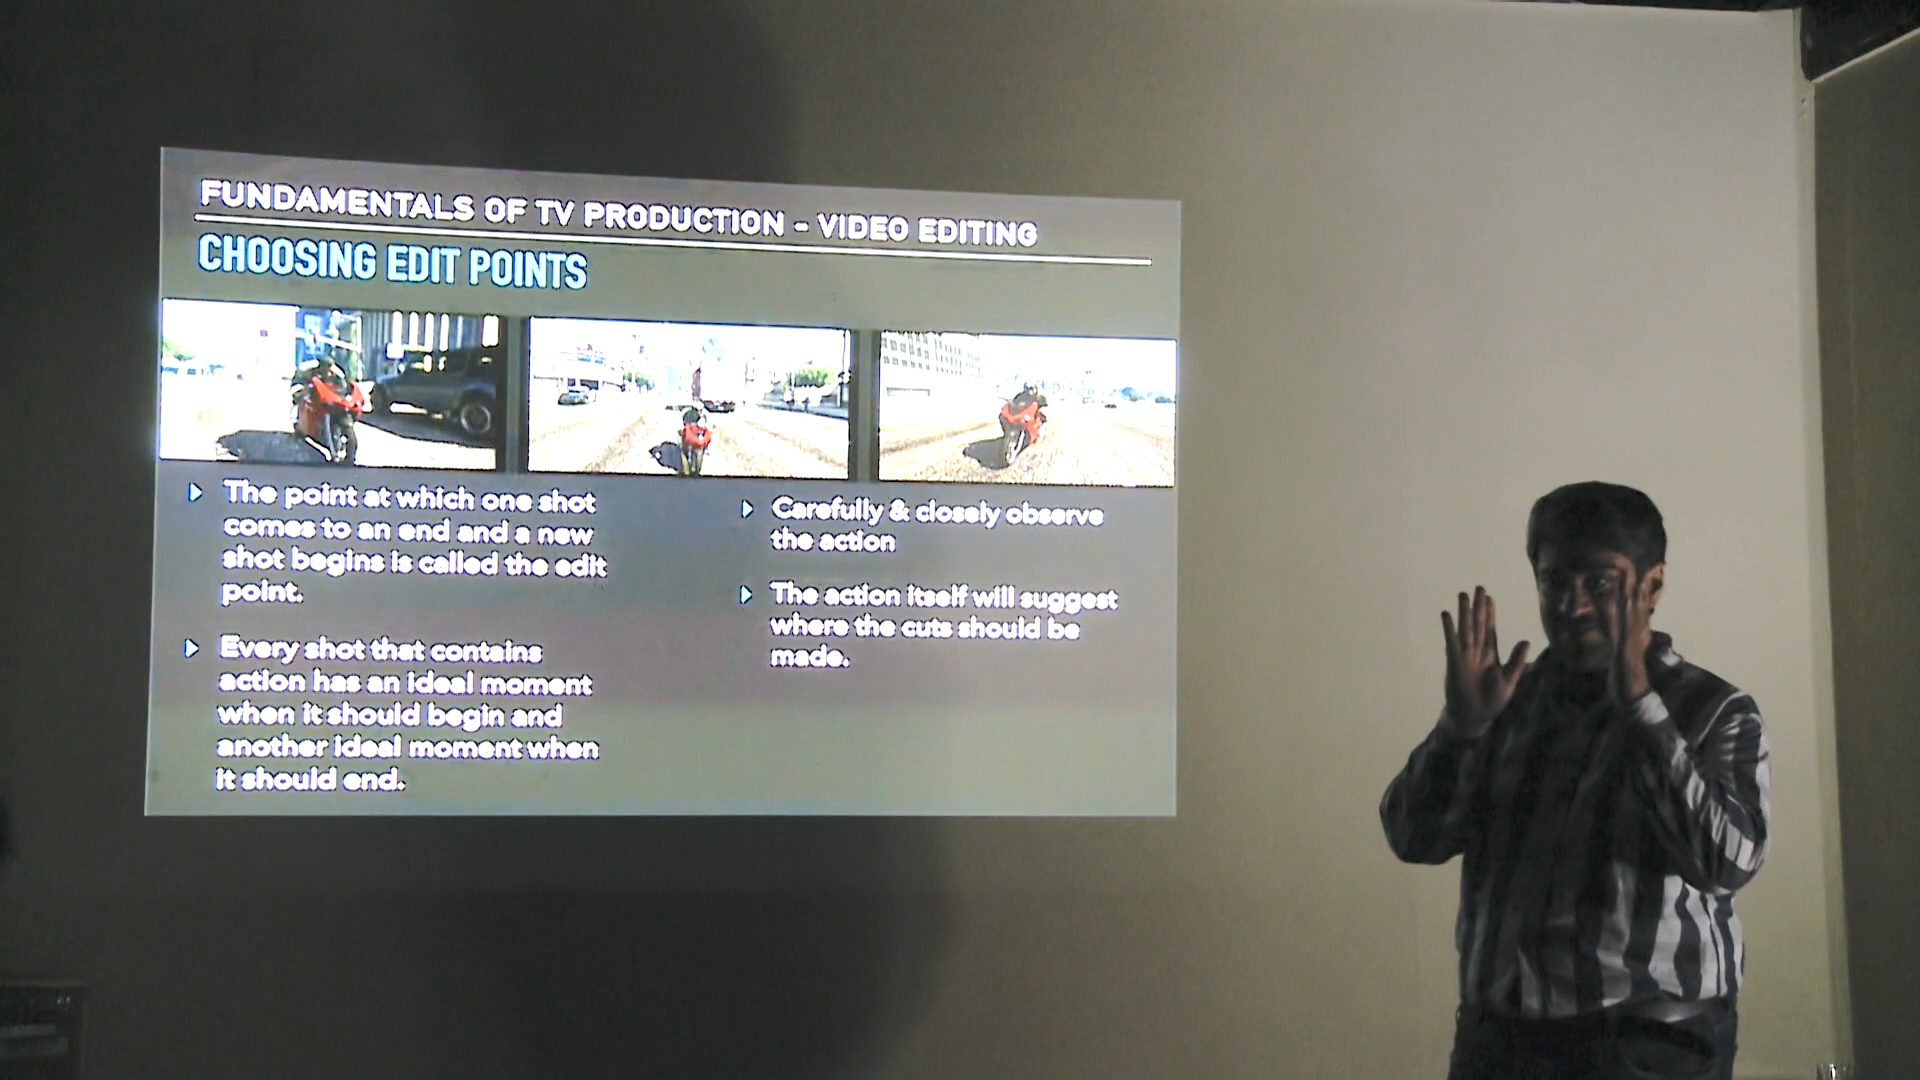 FUNDAMENTALS OF TV PRODUCTION - VIDEO EDITING
CHOOSING EDIT POINTS
The point at which one shot
comes to an end and a new
shot begins is called the edit
point.
Every shot that contains
action has an ideal moment
when it should begin and
another ideal moment when
it should end.
Carefully & closely observe
the action
The action itself will suggest
where the cuts should be
made.